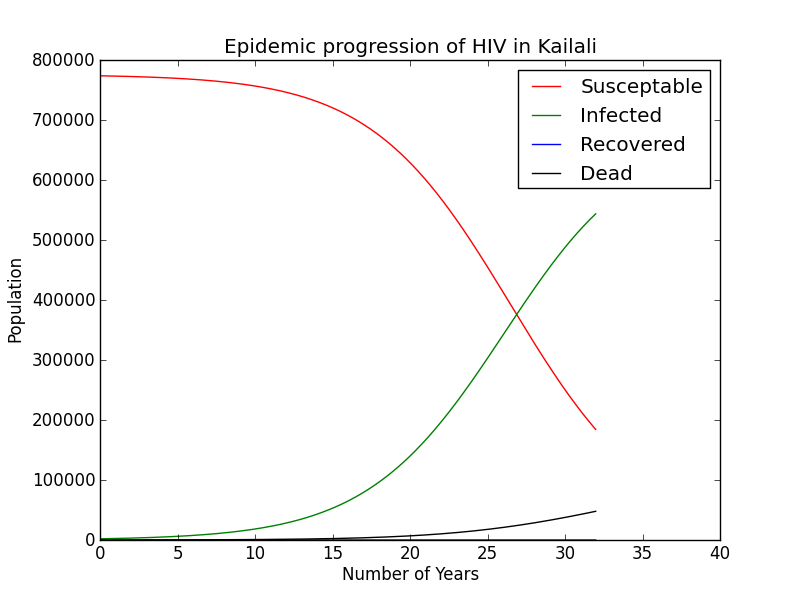 Epidemic progression of HIV in Kailali
800000
700000
600000
500000
400000
300000
200000
100000
0
Population
Susceptable
Infected
Recovered
Dead
0 5 10 15 20 25 30 35 40
Number of Years